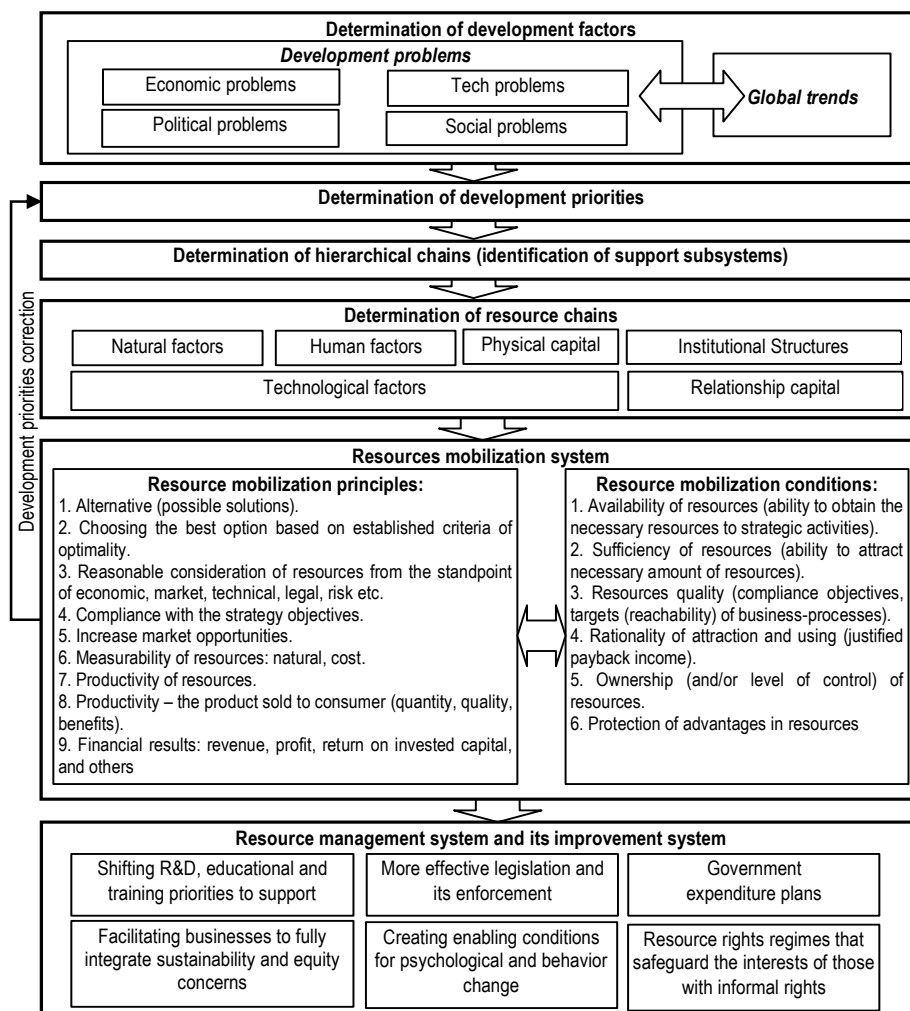 Determination of development factors
Development problems
Economic problems
Tech problems
Political problems
Social problems
Global trends
Determination of development priorities
Determination of hierarchical chains (identification of support subsystems)
Development priorities correction
Determination of resource chains
Natural factors
Human factors
Physical capital
Institutional Structures
Technological factors
Relationship capital
Resources mobilization system
Resource mobilization principles:
1. Alternative (possible solutions).
2. Choosing the best option based on established criteria of
optimality.
3. Reasonable consideration of resources from the standpoint
of economic, market, technical, legal, risk etc.
4. Compliance with the strategy objectives.
5. Increase market opportunities.
6. Measurability of resources: natural, cost.
7. Productivity of resources.
8. Productivity – the product sold to consumer (quantity, quality,
benefits).
9. Financial results: revenue, profit, return on invested capital,
and others
Resource mobilization conditions:
1. Availability of resources (ability to obtain the
necessary resources to strategic activities).
2. Sufficiency of resources (ability to attract
necessary amount of resources).
3. Resources quality (compliance objectives,
targets (reachability) of business-processes).
4. Rationality of attraction and using (justified
payback income).
5. Ownership (and/or level of control) of
resources.
6. Protection of advantages in resources
Resource management system and its improvement system
Shifting R&D, educational and
training priorities to support
More effective legislation and
its enforcement
Government
expenditure plans
Facilitating businesses to fully
integrate sustainability and equity
concerns
Creating enabling conditions
for psychological and behavior
change
Resource rights regimes that
safeguard the interests of those
with informal rights